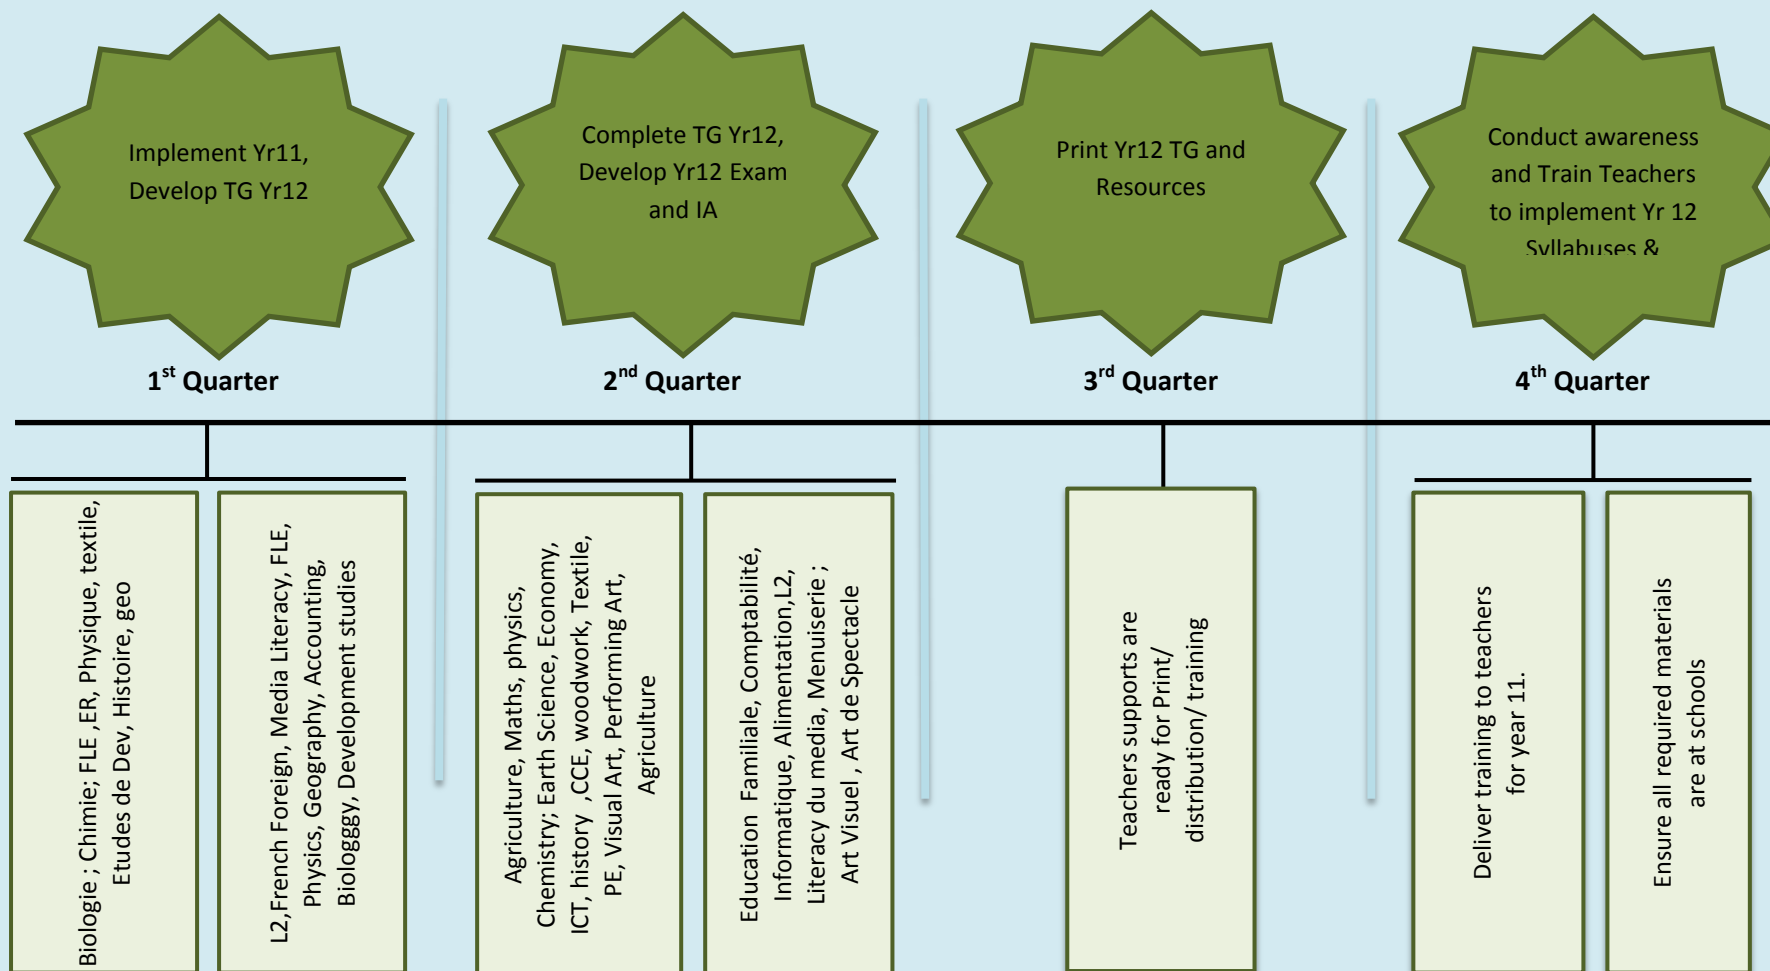 Implement Yr11,
Develop TG Yr12
Complete TG Yr12,
Develop Yr12 Exam
and IA
Print Yr12 TG and
Resources
Conduct awareness
and Train Teachers
to implement Yr 12
Syllabuses &
1st Quarter
2nd Quarter
3rd Quarter
4th Quarter
Biologie ; Chimie; FLE ,ER, Physique, textile,
Etudes de Dev, Histoire, geo
L2,French Foreign, Media Literacy, FLE,
Physics, Geography, Accounting,
Biologgy, Development studies
Agriculture, Maths, physics,
Chemistry; Earth Science, Economy,
ICT, history ,CCE, woodwork, Textile,
PE, Visual Art, Performing Art,
Agriculture
Education Familiale, Comptabilité,
Informatique, Alimentation,L2,
Literacy du media, Menuiserie ;
Art Visuel , Art de Spectacle
Teachers supports are
ready for Print/
distribution/ training
Deliver training to teachers
for year 11.
Ensure all required materials
are at schools